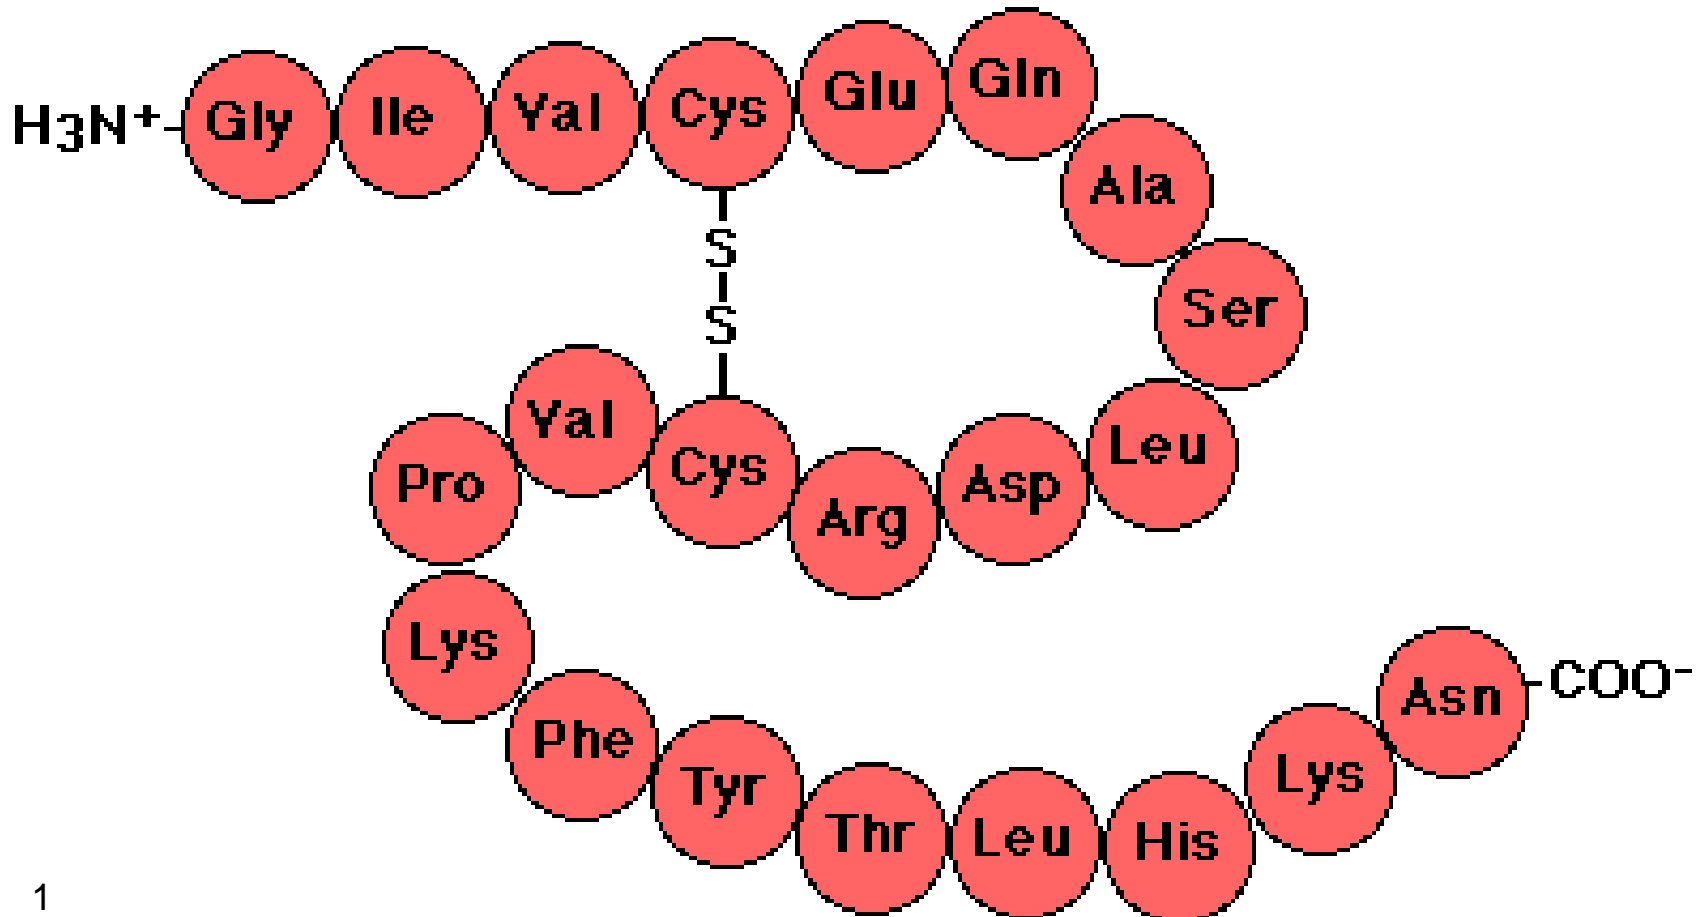 H3N+ Gly Ile Val Cys Glu Gln
Ala
Ser
S
S
Val Cys Arg Asp Leu
Pro
Lys
Phe Tyr Thr Leu His Lys Asn COO-
1